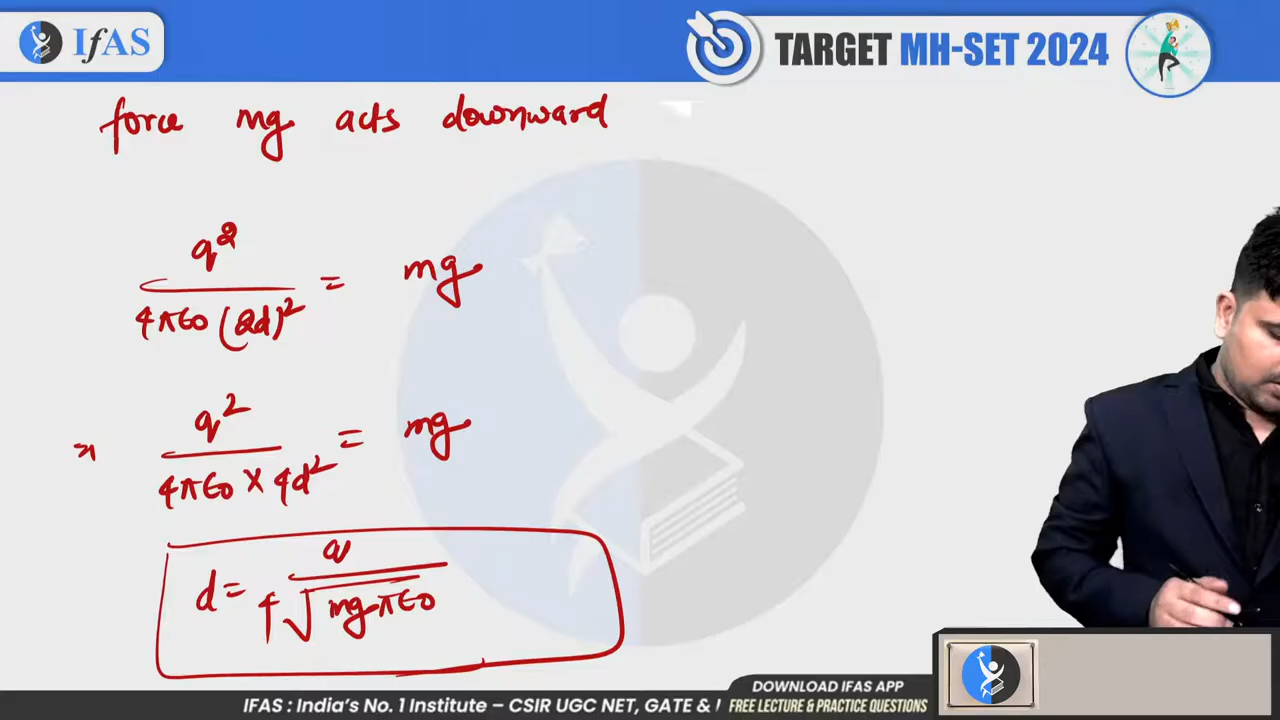 IFAS
TARGET MH-SET 2024
force mg acts downward
q² / 4πε₀ (2d)² = mg
⇒ q² / 4πε₀ × 4d² = mg
d = q / 4√mgπε₀
DOWNLOAD IFAS APP
IFAS : India's No. 1 Institute – CSIR UGC NET, GATE &
FREE LECTURE & PRACTICE QUESTIONS